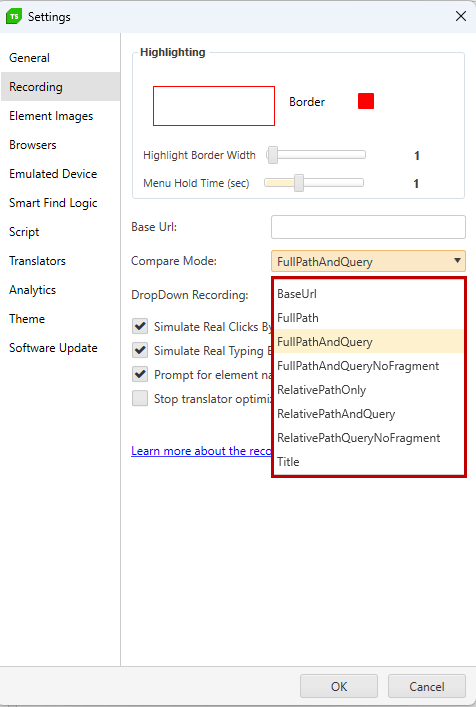 TS Settings
General
Recording
Element Images
Browsers
Emulated Device
Smart Find Logic
Script
Translators
Analytics
Theme
Software Update
Highlighting
Border
Highlight Border Width 1
Menu Hold Time (sec) 1
Base Url:
Compare Mode: FullPathAndQuery
DropDown Recording:
BaseUrl
FullPath
FullPathAndQuery
FullPathAndQueryNoFragment
RelativePathOnly
RelativePathAndQuery
RelativePathQueryNoFragment
Title
Simulate Real Clicks By
Simulate Real Typing
Prompt for element
Stop translator
Learn more about the
OK Cancel